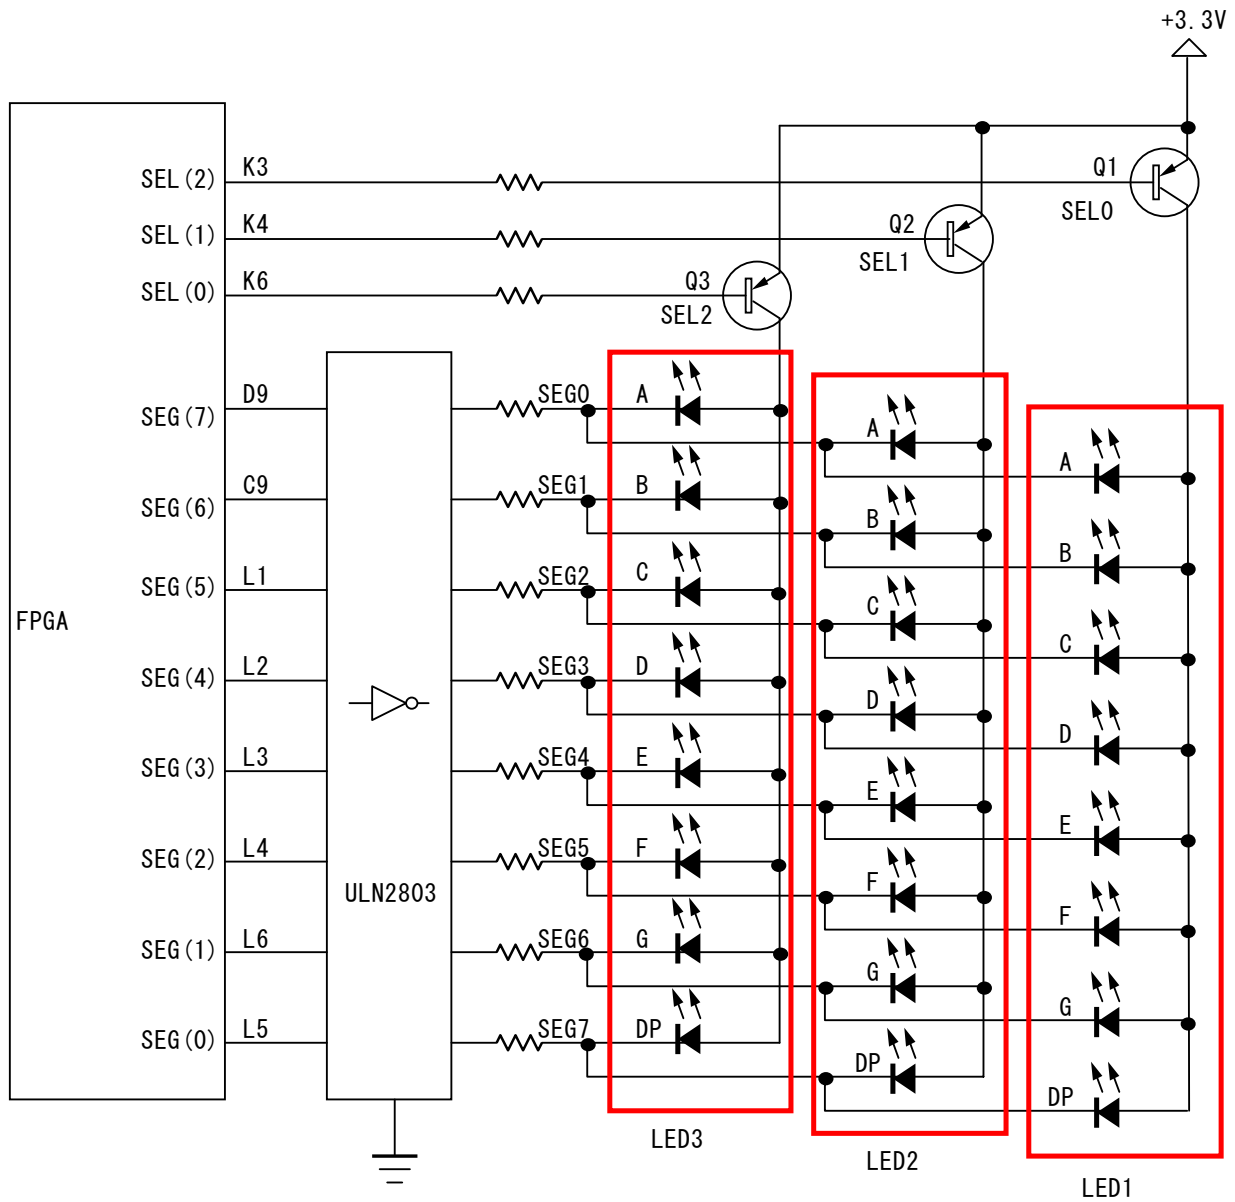 +3.3V
SEL(2) K3 Q1
SEL0
SEL(1) K4 Q2
SEL1
SEL(0) K6 Q3
SEL2
SEG(7) D9 SEG0 A A A
SEG(6) C9 SEG1 B B B
SEG(5) L1 SEG2 C C C
FPGA
SEG(4) L2 SEG3 D D D
SEG(3) L3 SEG4 E E E
SEG(2) L4 SEG5 F F F
ULN2803
SEG(1) L6 SEG6 G G G
SEG(0) L5 SEG7 DP DP DP
LED3
LED2
LED1